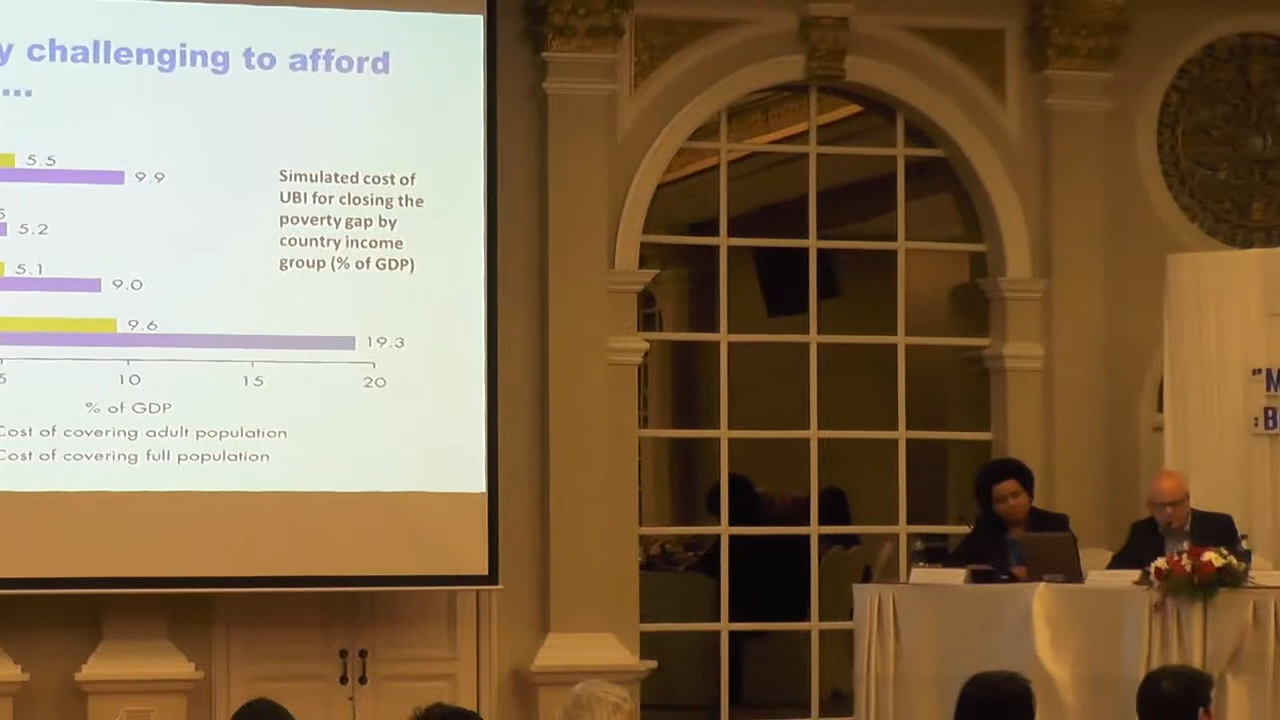 challenging to afford
...
5.5
9.9
5.2
5.1
9.0
9.6
19.3
5 10 15 20
% of GDP
Cost of covering adult population
Cost of covering full population
Simulated cost of
UBI for closing the
poverty gap by
country income
group (% of GDP)